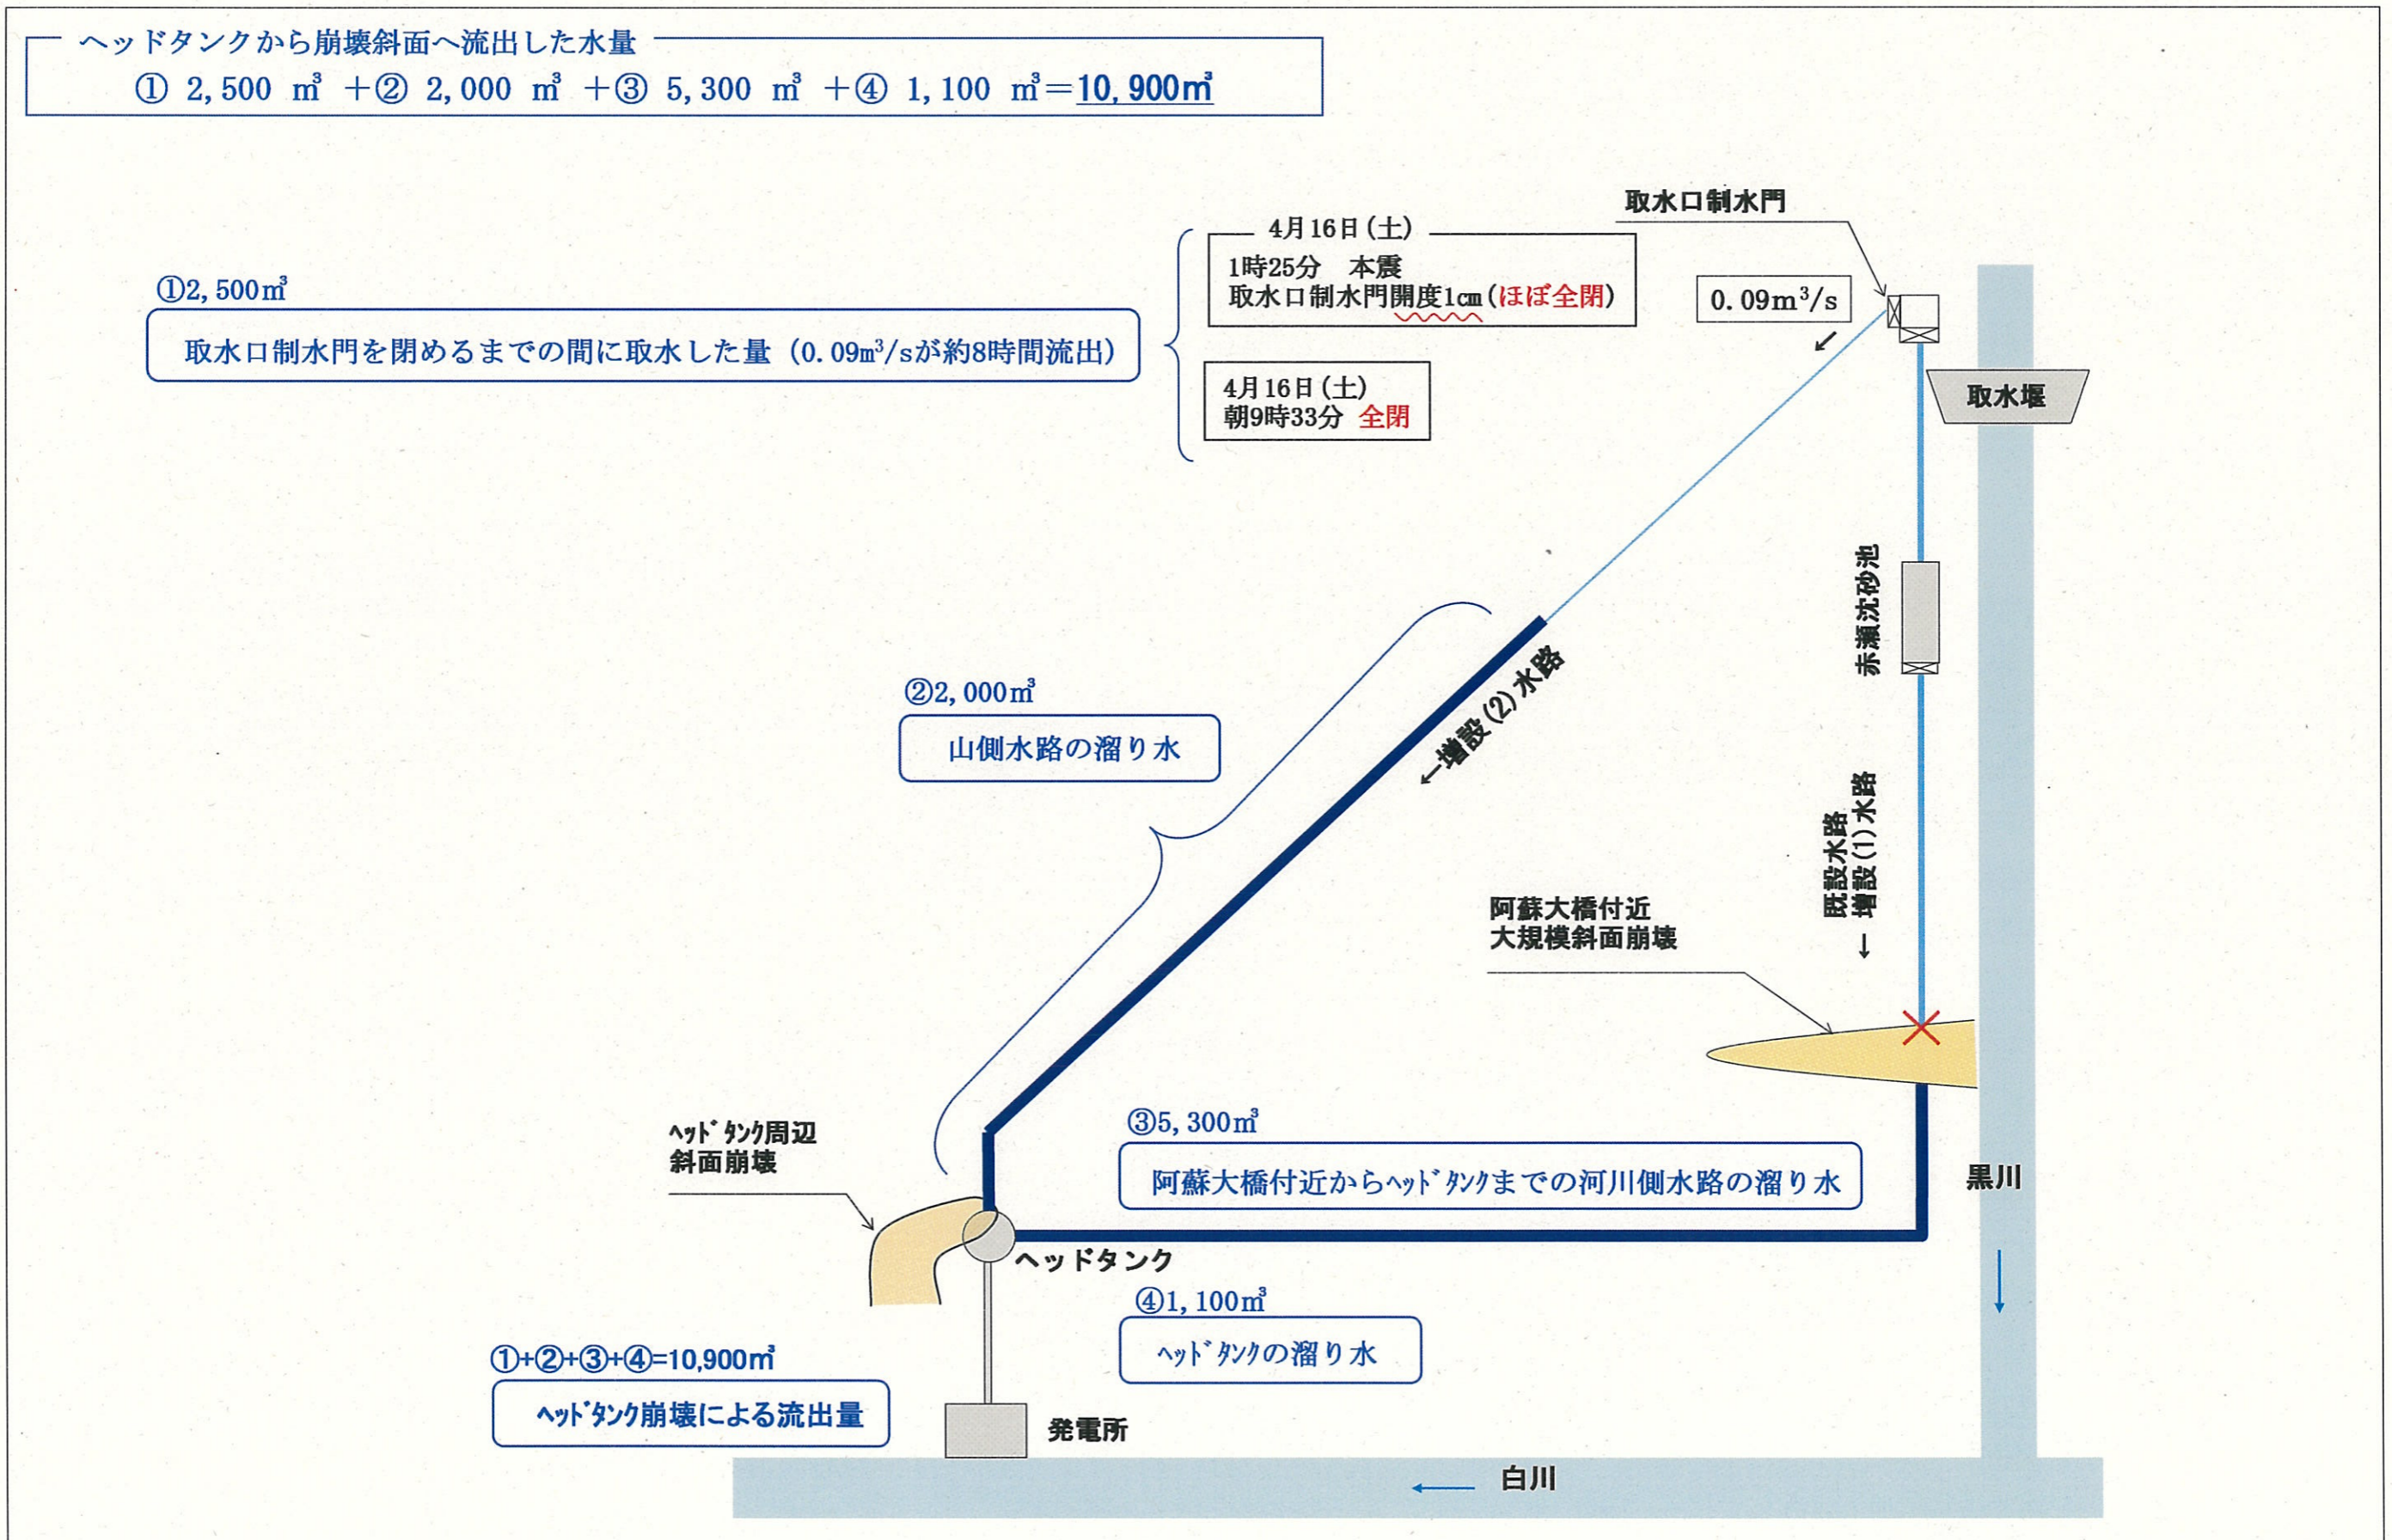 ヘッドタンクから崩壊斜面へ流出した水量
① 2,500 ㎥ +② 2,000 ㎥ +③ 5,300 ㎥ +④ 1,100 ㎥=10,900㎥
取水口制水門
4月16日(土)
1時25分 本震
取水口制水門開度1㎝(ほぼ全閉)
0.09m³/s
①2,500㎥
取水口制水門を閉めるまでの間に取水した量（0.09m³/sが約8時間流出）
4月16日(土)
朝9時33分 全閉
取水堰
赤瀬沈砂池
②2,000㎥
山側水路の溜り水
←増設(2)水路
既設水路
増設(1)水路
↓
阿蘇大橋付近
大規模斜面崩壊
ﾍｯﾄﾞﾀﾝｸ周辺
斜面崩壊
③5,300㎥
阿蘇大橋付近からﾍｯﾄﾞﾀﾝｸまでの河川側水路の溜り水
黒川
ヘッドタンク
④1,100㎥
ﾍｯﾄﾞﾀﾝｸの溜り水
①+②+③+④=10,900㎥
ﾍｯﾄﾞﾀﾝｸ崩壊による流出量
発電所
白川